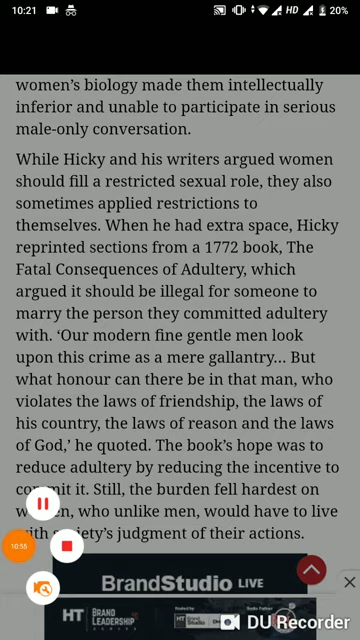 10:21
HD
20%
women's biology made them intellectually
inferior and unable to participate in serious
male-only conversation.
While Hicky and his writers argued women
should fill a restricted sexual role, they also
sometimes applied restrictions to
themselves. When he had extra space, Hicky
reprinted sections from a 1772 book, The
Fatal Consequences of Adultery, which
argued it should be illegal for someone to
marry the person they committed adultery
with. ‘Our modern fine gentle men look
upon this crime as a mere gallantry... But
what honour can there be in that man, who
violates the laws of friendship, the laws of
his country, the laws of reason and the laws
of God,’ he quoted. The book's hope was to
reduce adultery by reducing the incentive to
it. Still, the burden fell hardest on
who unlike men, would have to live
judgment of their actions.
10:55
BrandStudio LIVE
HT BRAND LEADERSHIP
DU Recorder